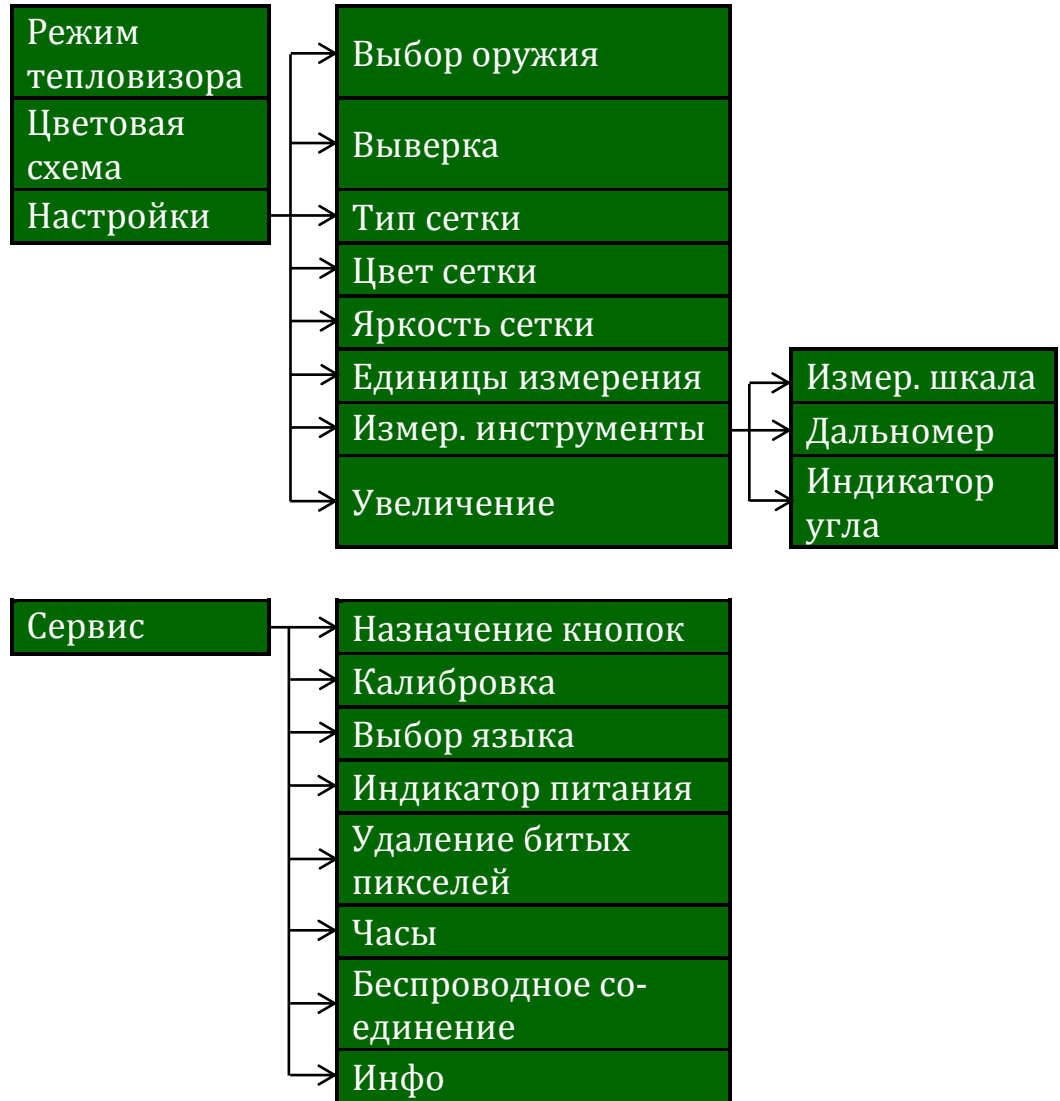 Режим
тепловизора
Цветовая
схема
Настройки
Выбор оружия
Выверка
Тип сетки
Цвет сетки
Яркость сетки
Единицы измерения
Измер. инструменты
Увеличение
Измер. шкала
Дальномер
Индикатор
угла
Сервис
Назначение кнопок
Калибровка
Выбор языка
Индикатор питания
Удаление битых
пикселей
Часы
Беспроводное со-
единение
Инфо